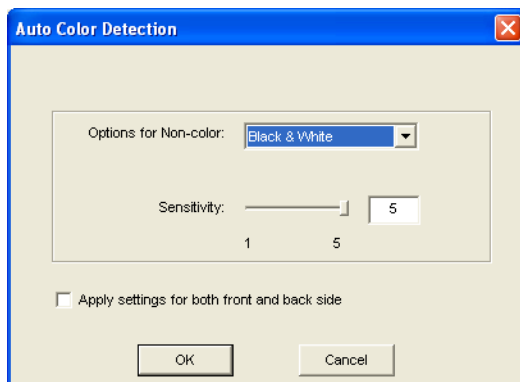 Auto Color Detection
Options for Non-color: Black & White
Sensitivity: 5
1 5
Apply settings for both front and back side
OK Cancel